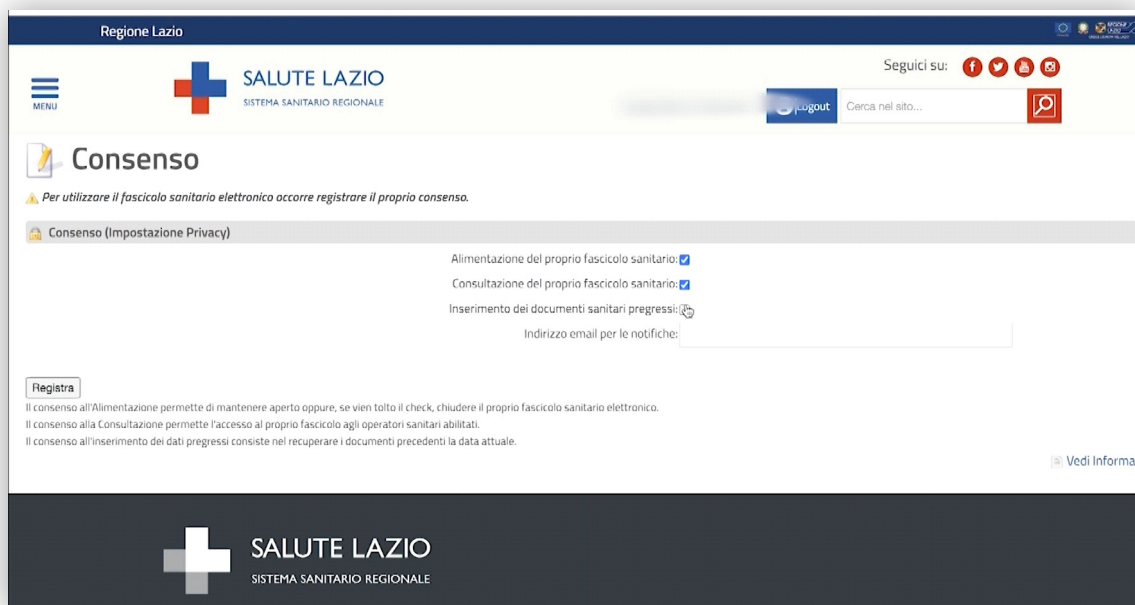 Regione Lazio
Seguici su:
MENU
SALUTE LAZIO
SISTEMA SANITARIO REGIONALE
Logout
Cerca nel sito...
Consenso
Per utilizzare il fascicolo sanitario elettronico occorre registrare il proprio consenso.
Consenso (Impostazione Privacy)
Alimentazione del proprio fascicolo sanitario:
Consultazione del proprio fascicolo sanitario:
Inserimento dei documenti sanitari pregressi:
Indirizzo email per le notifiche:
Registra
Il consenso all'Alimentazione permette di mantenere aperto oppure, se vien tolto il check, chiudere il proprio fascicolo sanitario elettronico.
Il consenso alla Consultazione permette l'accesso al proprio fascicolo agli operatori sanitari abilitati.
Il consenso all'inserimento dei dati pregressi consiste nel recuperare i documenti precedenti la data attuale.
Vedi Informa
SALUTE LAZIO
SISTEMA SANITARIO REGIONALE